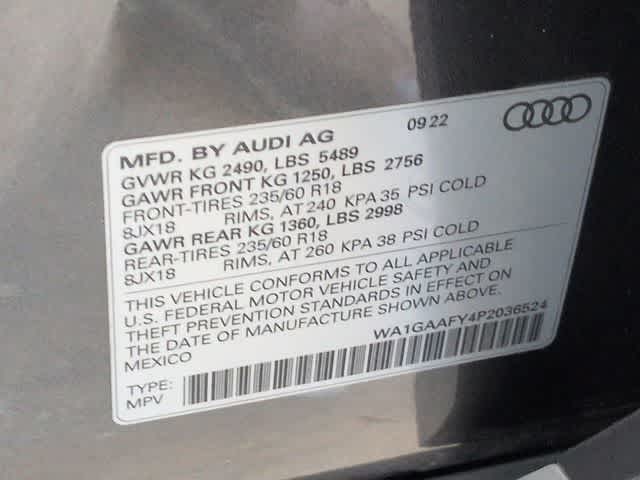 MFD. BY AUDI AG 09 22
GVWR KG 2490, LBS 5489
GAWR FRONT KG 1250, LBS 2756
FRONT-TIRES 235/60 R18
8JX18 RIMS, AT 240 KPA 35 PSI COLD
GAWR REAR KG 1360, LBS 2998
REAR-TIRES 235/60 R18
8JX18 RIMS, AT 260 KPA 38 PSI COLD
THIS VEHICLE CONFORMS TO ALL APPLICABLE
U.S. FEDERAL MOTOR VEHICLE SAFETY AND
THEFT PREVENTION STANDARDS IN EFFECT ON
THE DATE OF MANUFACTURE SHOWN ABOVE.
MEXICO WA1GAAFY4P2036524
TYPE:
MPV